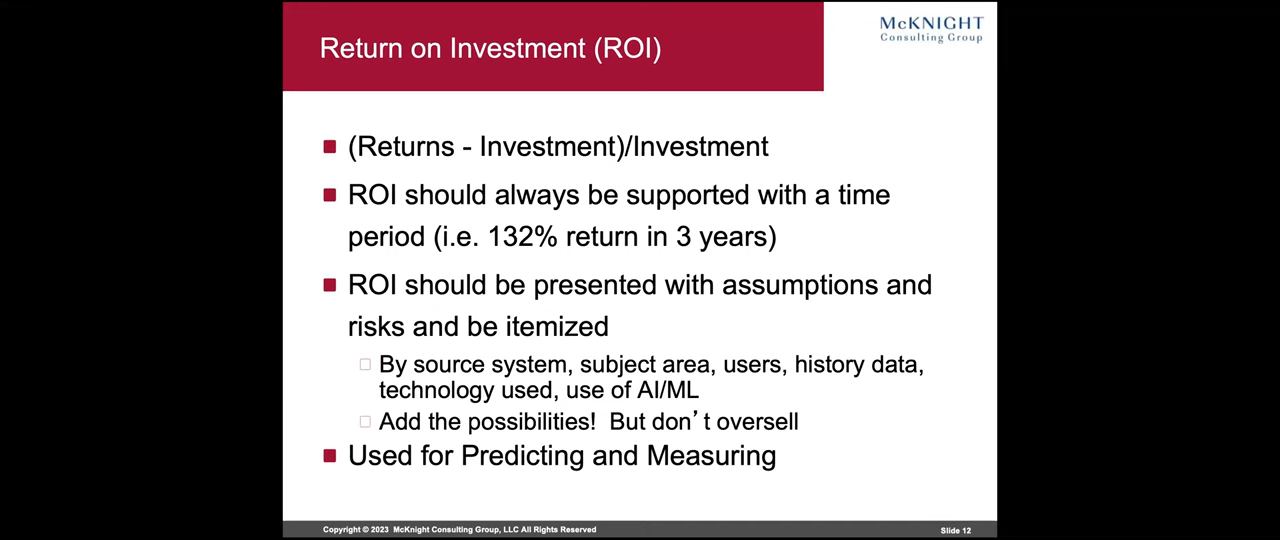 Return on Investment (ROI)
McKNIGHT
Consulting Group
(Returns - Investment)/Investment
ROI should always be supported with a time
period (i.e. 132% return in 3 years)
ROI should be presented with assumptions and
risks and be itemized
By source system, subject area, users, history data,
technology used, use of AI/ML
Add the possibilities!  But don’t oversell
Used for Predicting and Measuring
Copyright © 2023  McKnight Consulting Group, LLC All Rights Reserved
Slide 12